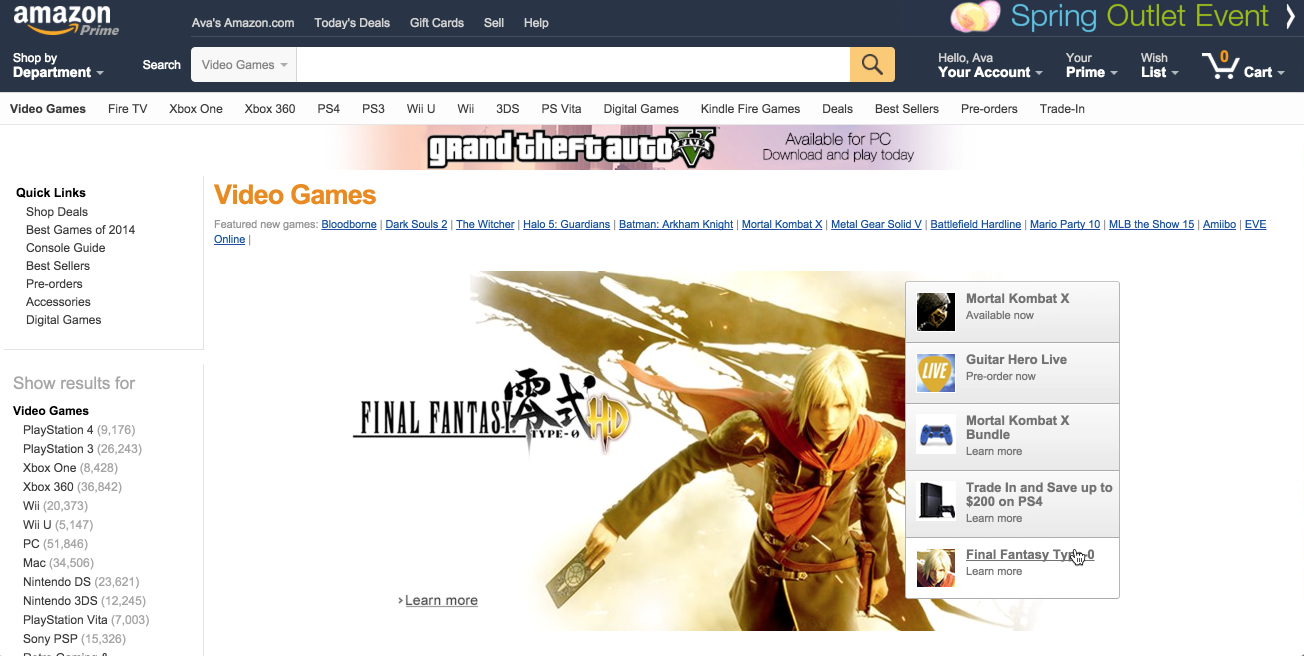 amazon
Prime
Ava's Amazon.com
Today's Deals
Gift Cards
Sell
Help
Spring Outlet Event
Shop by
Department
Search
Video Games
Hello, Ava
Your Account
Your
Prime
Wish
List
0
Cart
Video Games
Fire TV
Xbox One
Xbox 360
PS4
PS3
Wii U
Wii
3DS
PS Vita
Digital Games
Kindle Fire Games
Deals
Best Sellers
Pre-orders
Trade-In
grand theft auto
V
FIVE
Available for PC
Download and play today
Quick Links
Shop Deals
Best Games of 2014
Console Guide
Best Sellers
Pre-orders
Accessories
Digital Games
Show results for
Video Games
PlayStation 4 (9,176)
PlayStation 3 (26,243)
Xbox One (8,428)
Xbox 360 (36,842)
Wii (20,373)
Wii U (5,147)
PC (51,846)
Mac (34,506)
Nintendo DS (23,621)
Nintendo 3DS (12,245)
PlayStation Vita (7,003)
Sony PSP (15,326)
Video Games
Featured new games: Bloodborne | Dark Souls 2 | The Witcher | Halo 5: Guardians | Batman: Arkham Knight | Mortal Kombat X | Metal Gear Solid V | Battlefield Hardline | Mario Party 10 | MLB the Show 15 | Amiibo | EVE
Online |
FINAL FANTASY 零式 HD
TYPE-0
›Learn more
Mortal Kombat X
Available now
LIVE
Guitar Hero Live
Pre-order now
Mortal Kombat X
Bundle
Learn more
Trade In and Save up to
$200 on PS4
Learn more
Final Fantasy Type-0
Learn more